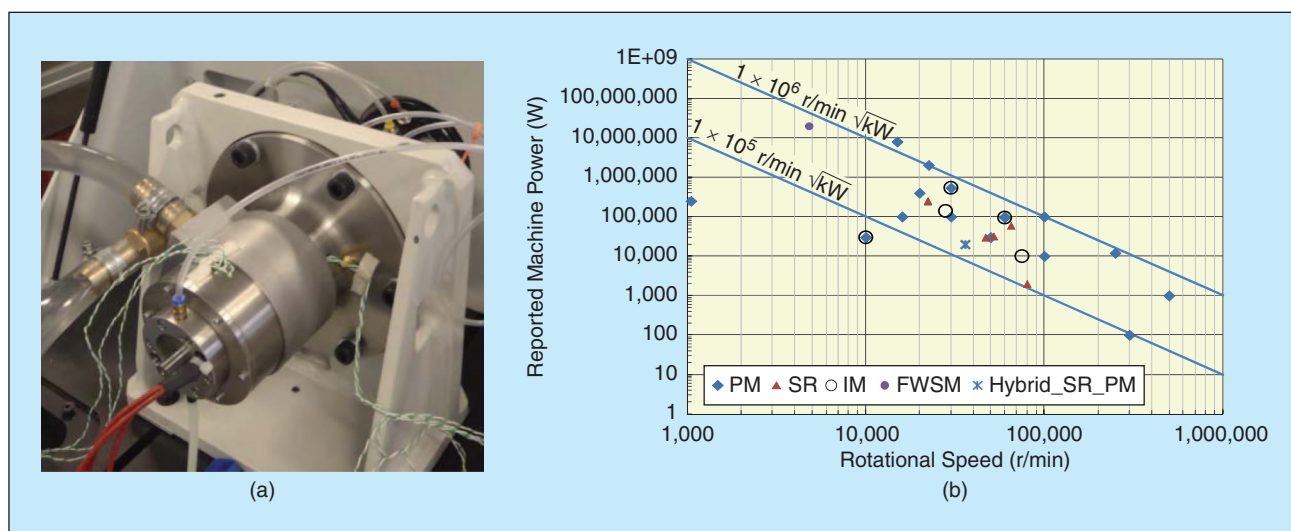 1E+09
100,000,000
10,000,000
1,000,000
100,000
10,000
1,000
100
10
1
Reported Machine Power (W)
1 × 10⁶ r/min √kW
1 × 10⁵ r/min √kW
PM SR IM FWSM Hybrid_SR_PM
1,000 10,000 100,000 1,000,000
Rotational Speed (r/min)
(a) (b)